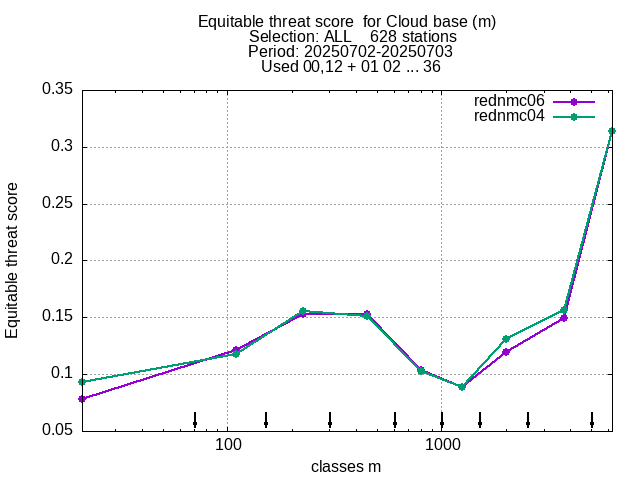 Equitable threat score  for Cloud base (m)
Selection: ALL    628 stations
Period: 20250702-20250703
Used 00,12 + 01 02 ... 36
rednmc06
rednmc04
0.35
0.3
0.25
0.2
0.15
0.1
0.05
Equitable threat score
100
1000
classes m